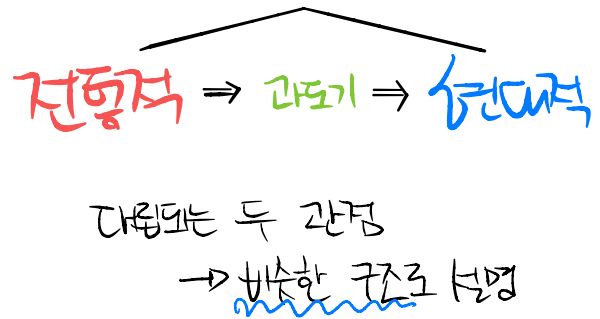 전통적 ⇒ 과도기 ⇒ 현대적
대립되는 두 관점
→ 비슷한 구조로 설명